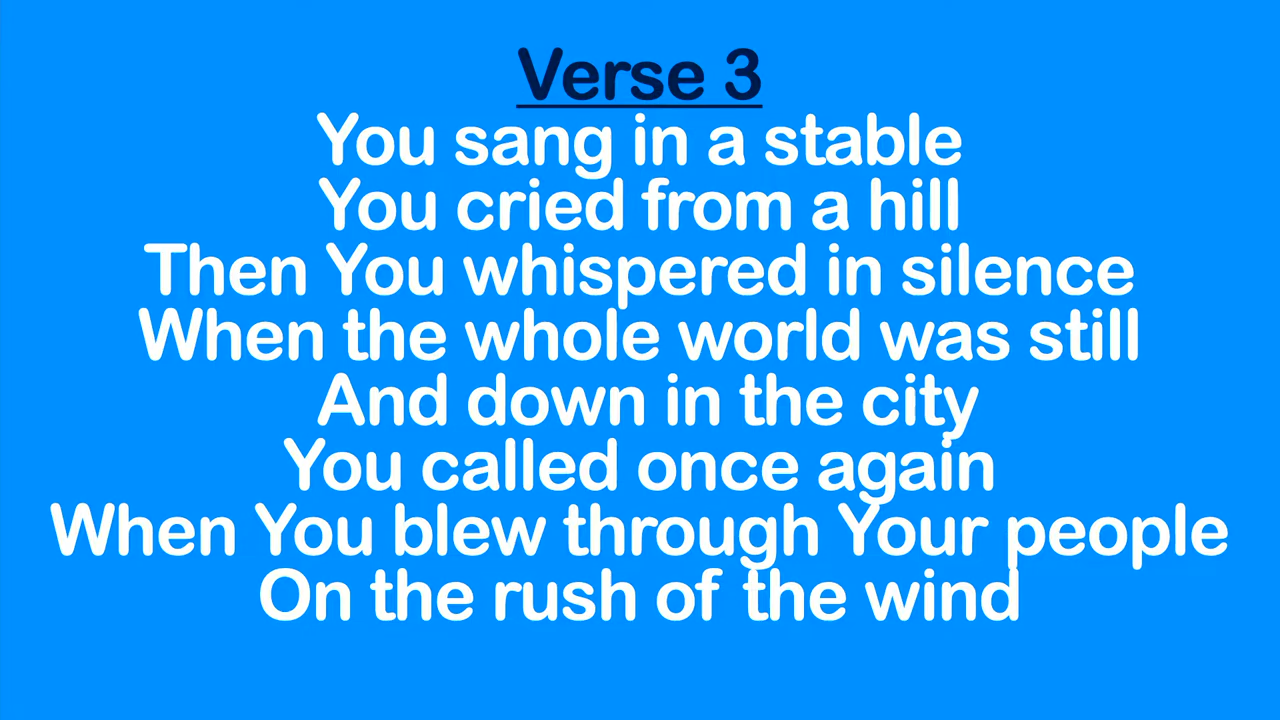 Verse 3
You sang in a stable
You cried from a hill
Then You whispered in silence
When the whole world was still
And down in the city
You called once again
When You blew through Your people
On the rush of the wind